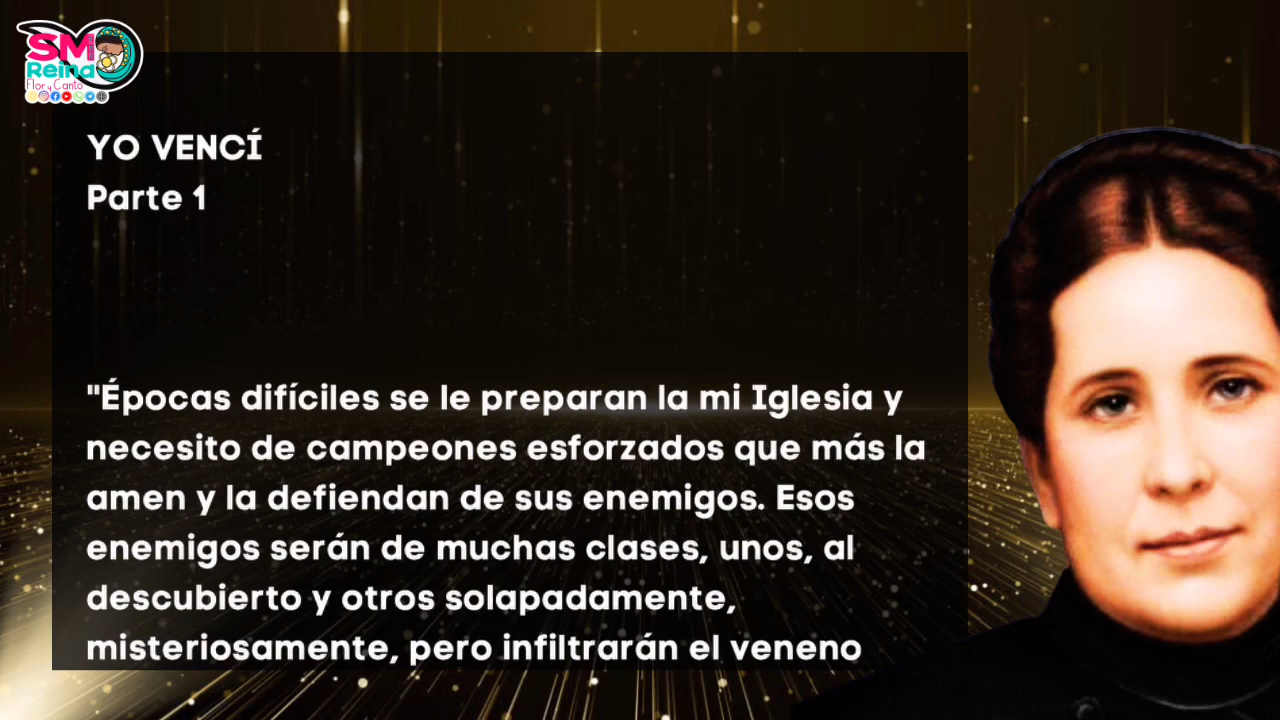 SM
Reina
Flor y Canto
YO VENCÍ
Parte 1
"Épocas difíciles se le preparan la mi Iglesia y
necesito de campeones esforzados que más la
amen y la defiendan de sus enemigos. Esos
enemigos serán de muchas clases, unos, al
descubierto y otros solapadamente,
misteriosamente, pero infiltrarán el veneno